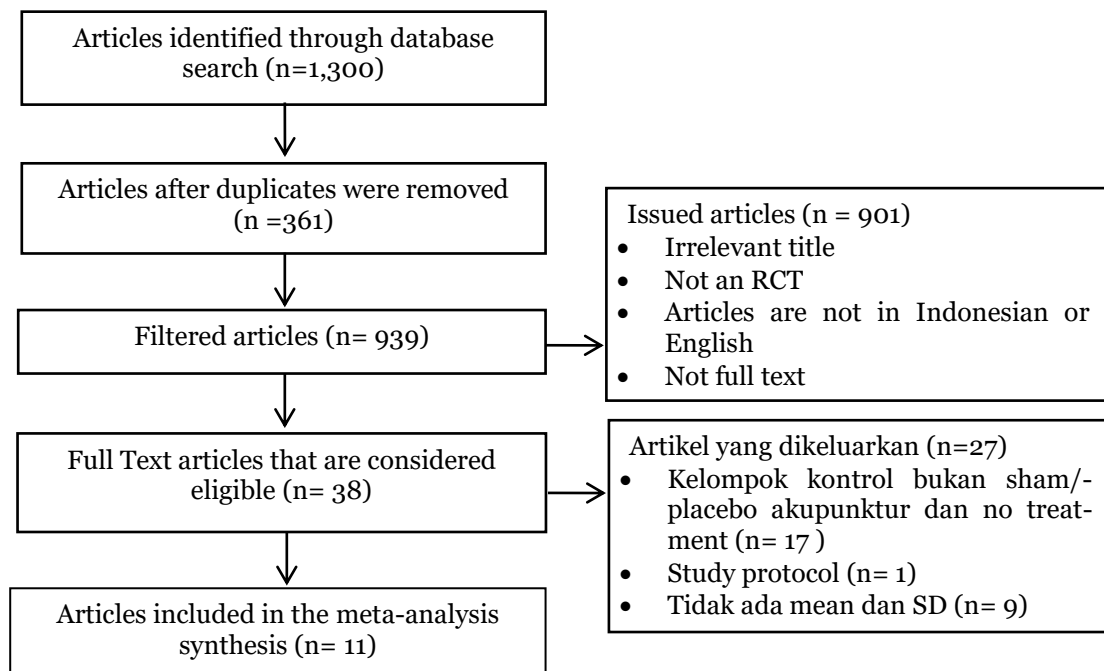 Articles identified through database
search (n=1,300)
Articles after duplicates were removed
(n =361)
Issued articles (n = 901)
• Irrelevant title
• Not an RCT
• Articles are not in Indonesian or
English
• Not full text
Filtered articles (n= 939)
Full Text articles that are considered
eligible (n= 38)
Artikel yang dikeluarkan (n=27)
• Kelompok kontrol bukan sham/-
placebo akupunktur dan no treat-
ment (n= 17 )
• Study protocol (n= 1)
• Tidak ada mean dan SD (n= 9)
Articles included in the meta-analysis
synthesis (n= 11)